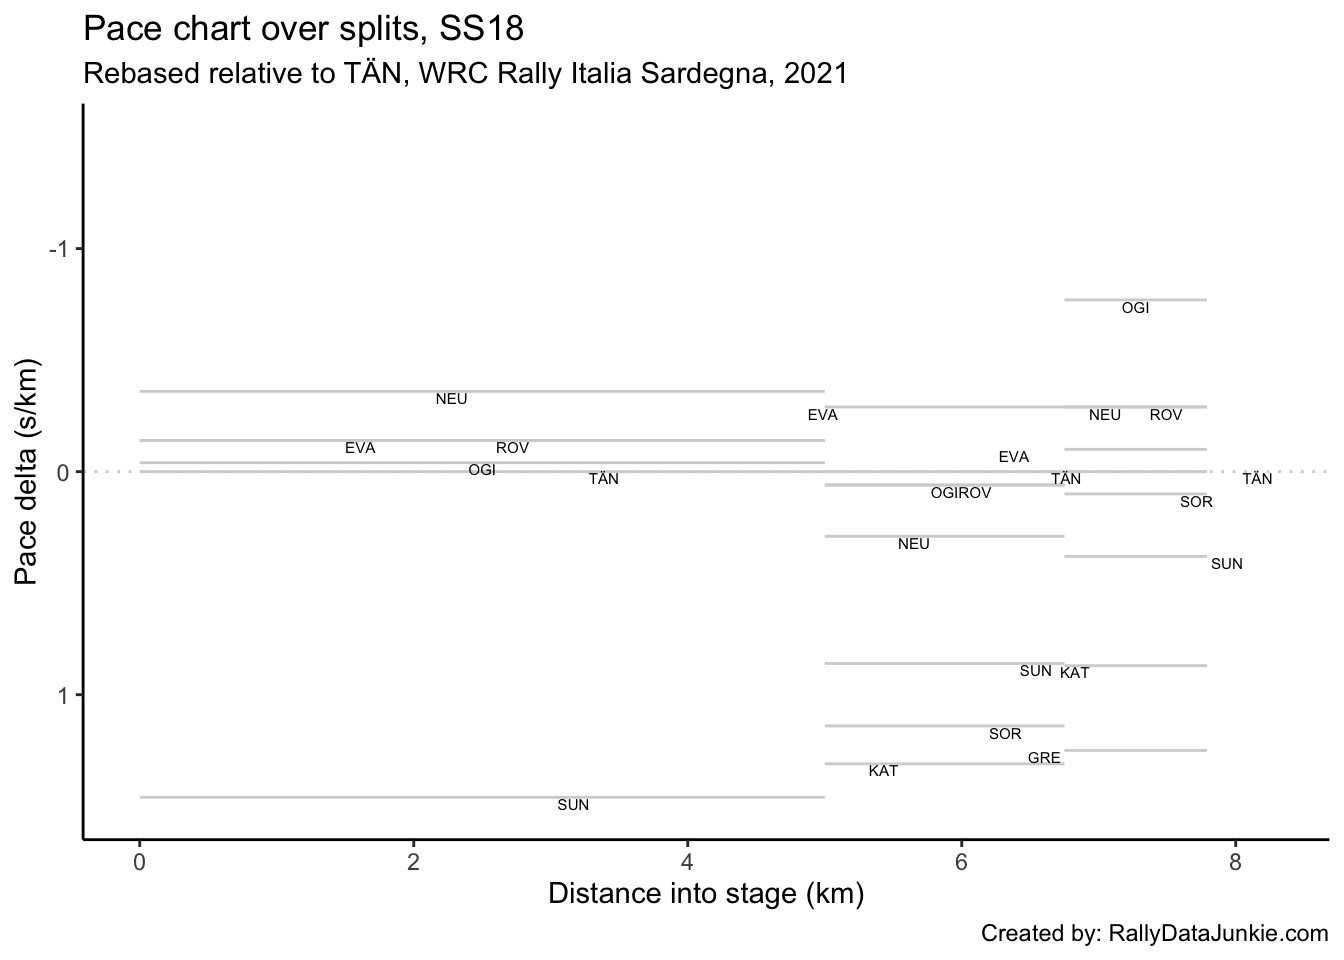 Pace chart over splits, SS18
Rebased relative to TÄN, WRC Rally Italia Sardegna, 2021
Pace delta (s/km)
-1
0
1
OGI
NEU
EVA
NEU ROV
EVA ROV
EVA
OGI
TÄN
TÄN
TÄN
OGIROV
SOR
NEU
SUN
SUN KAT
SOR
GRE
KAT
SUN
0 2 4 6 8
Distance into stage (km)
Created by: RallyDataJunkie.com